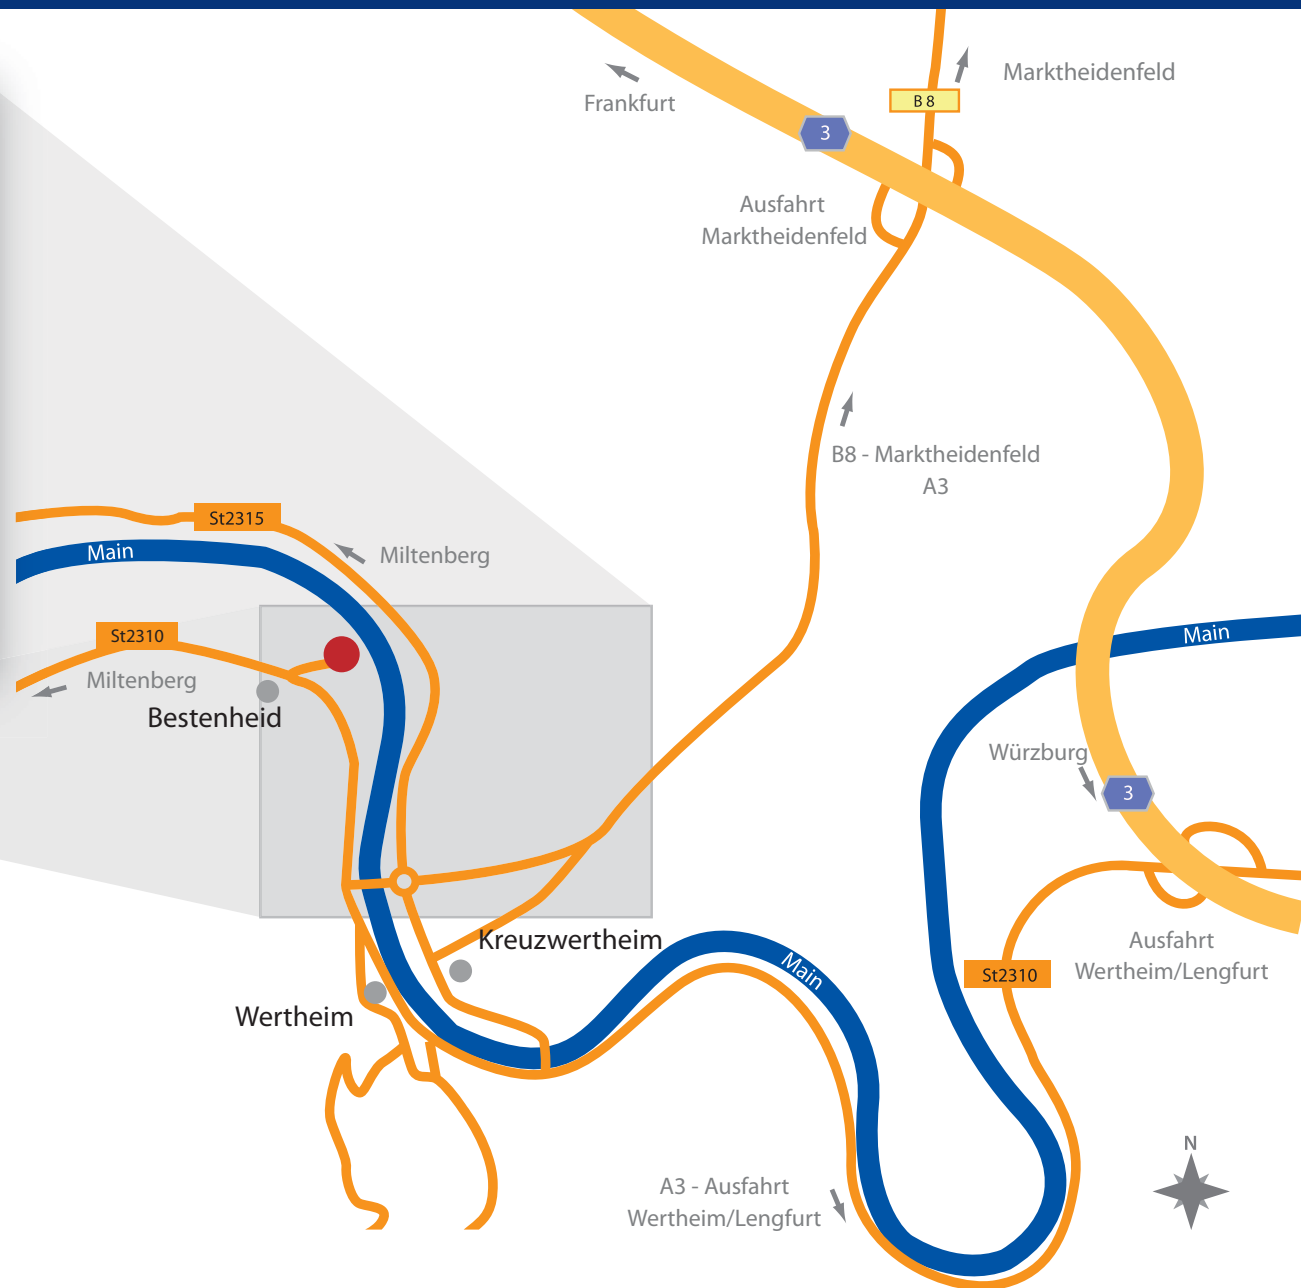 Marktheidenfeld
B 8
Frankfurt
3
Ausfahrt
Marktheidenfeld
B8 - Marktheidenfeld
A3
St2315
Main
Miltenberg
St2310
Main
Miltenberg
Bestenheid
Würzburg
3
Kreuzwertheim
Ausfahrt
Wertheim/Lengfurt
Main
St2310
Wertheim
N
A3 - Ausfahrt
Wertheim/Lengfurt